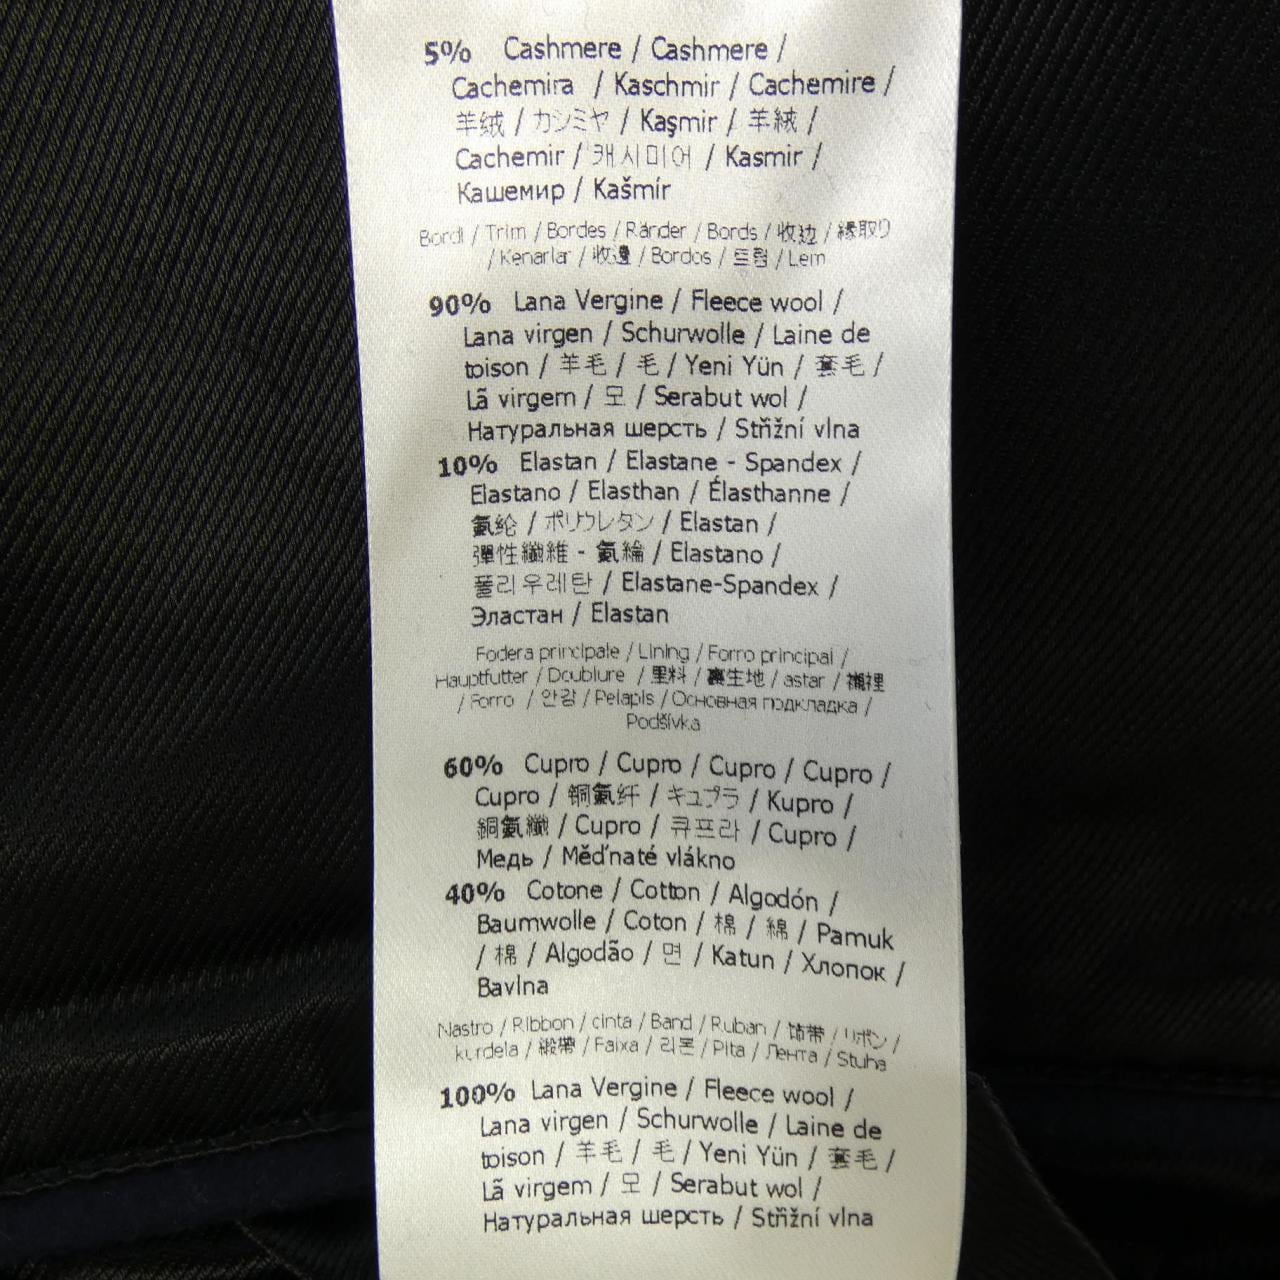 5% Cashmere / Cashmere /
Cachemira / Kaschmir / Cachemire /
羊绒 / カシミヤ / Kaşmir / 羊絨 /
Cachemir / 캐시미어 / Kasmir /
Кашемир / Kašmír
Bordi / Trim / Bordes / Ränder / Bords / 收边 / 縁取り
/ Kenarlar / 收邊 / Bordos / 트림 / Lem
90% Lana Vergine / Fleece wool /
Lana virgen / Schurwolle / Laine de
toison / 羊毛 / 毛 / Yeni Yün / 套毛 /
Lã virgem / 모 / Serabut wol /
Натуральная шерсть / Střižní vlna
10% Elastan / Elastane - Spandex /
Elastano / Elasthan / Élasthanne /
氨纶 / ポリウレタン / Elastan /
彈性纖維 - 氨綸 / Elastano /
폴리우레탄 / Elastane-Spandex /
Эластан / Elastan
Fodera principale / Lining / Forro principal /
Hauptfutter / Doublure / 里料 / 裏生地 / astar / 襯裡
/ Forro / 안감 / Pelapis / Основная подкладка /
Podšívka
60% Cupro / Cupro / Cupro / Cupro /
Cupro / 铜氨纤 / キュプラ / Kupro /
銅氨纖 / Cupro / 큐프라 / Cupro /
Медь / Měďnaté vlákno
40% Cotone / Cotton / Algodón /
Baumwolle / Coton / 棉 / 綿 / Pamuk
/ 棉 / Algodão / 면 / Katun / Хлопок /
Bavlna
Nastro / Ribbon / cinta / Band / Ruban / 饰带 / リボン /
kurdela / 緞帶 / Faixa / 리본 / Pita / Лента / Stuha
100% Lana Vergine / Fleece wool /
Lana virgen / Schurwolle / Laine de
toison / 羊毛 / 毛 / Yeni Yün / 套毛 /
Lã virgem / 모 / Serabut wol /
Натуральная шерсть / Střižní vlna